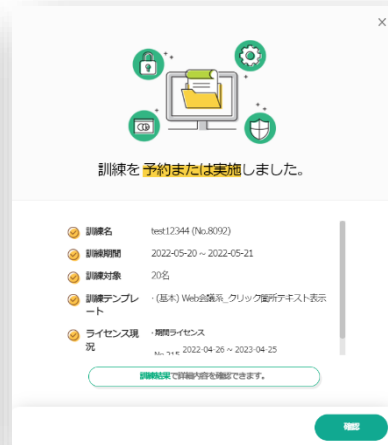 訓練を 予約または実施しました。
訓練名 test12344 (No.8092)
訓練期間 2022-05-20 ~ 2022-05-21
訓練対象 20名
訓練テンプレ ・(基本) Web会議系_クリック箇所テキスト表示
ート
ライセンス現 ・期間ライセンス
況 2022-04-26 ~ 2023-04-25
訓練結果で詳細内容を確認できます。
確認